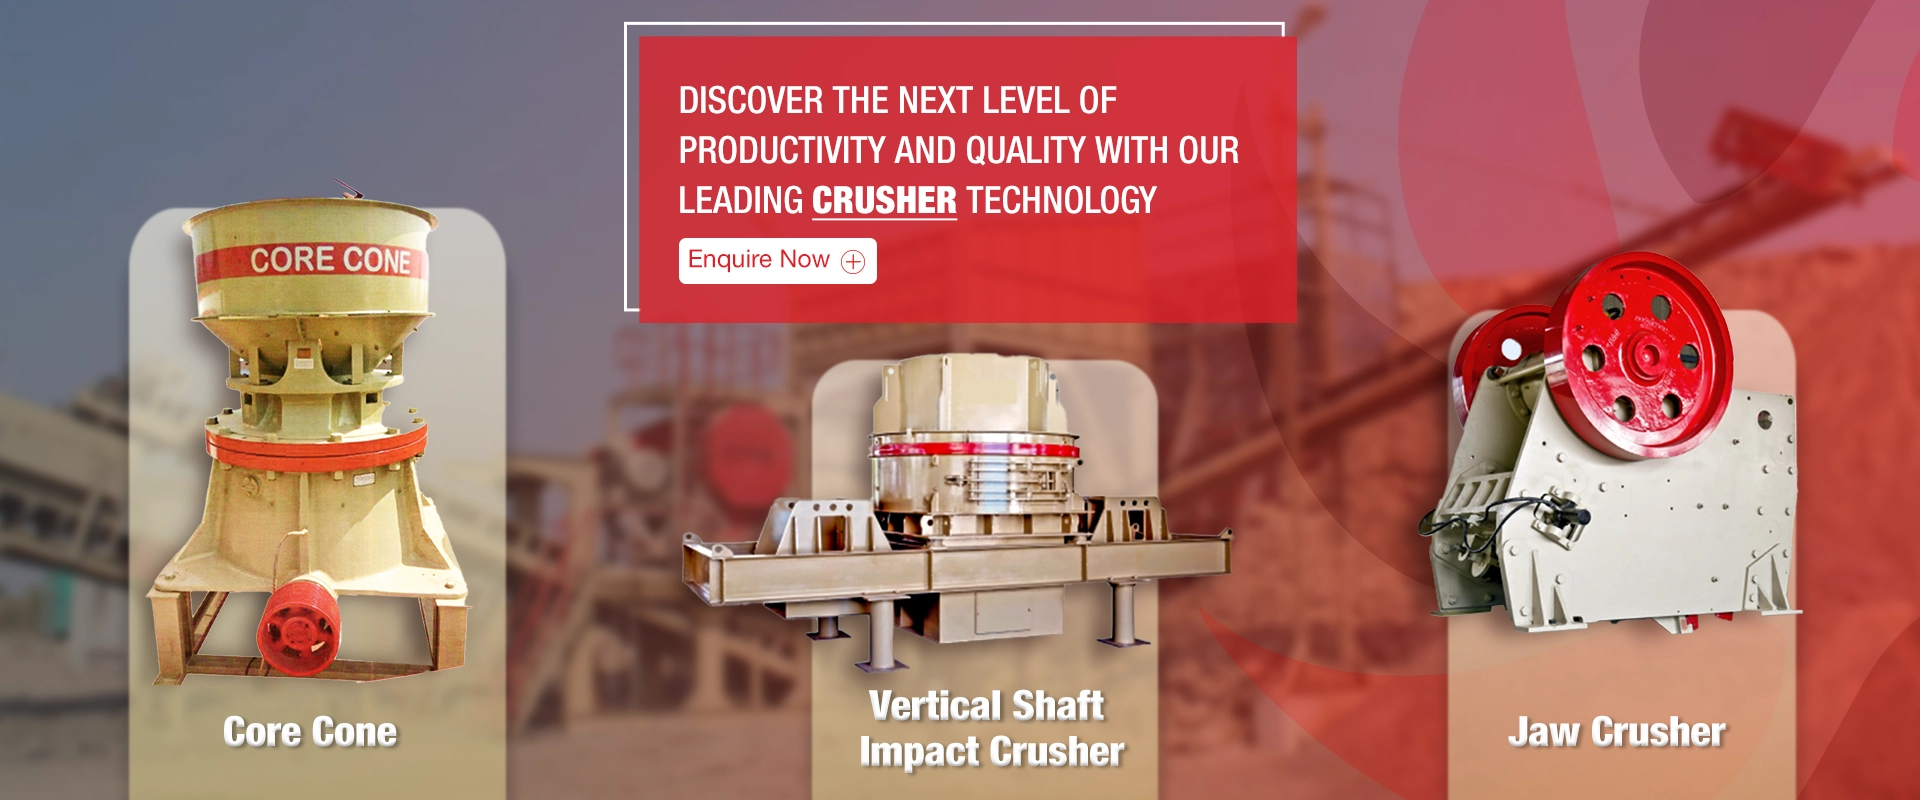 DISCOVER THE NEXT LEVEL OF
PRODUCTIVITY AND QUALITY WITH OUR
LEADING CRUSHER TECHNOLOGY
Enquire Now
CORE CONE
Core Cone
Vertical Shaft
Impact Crusher
Jaw Crusher